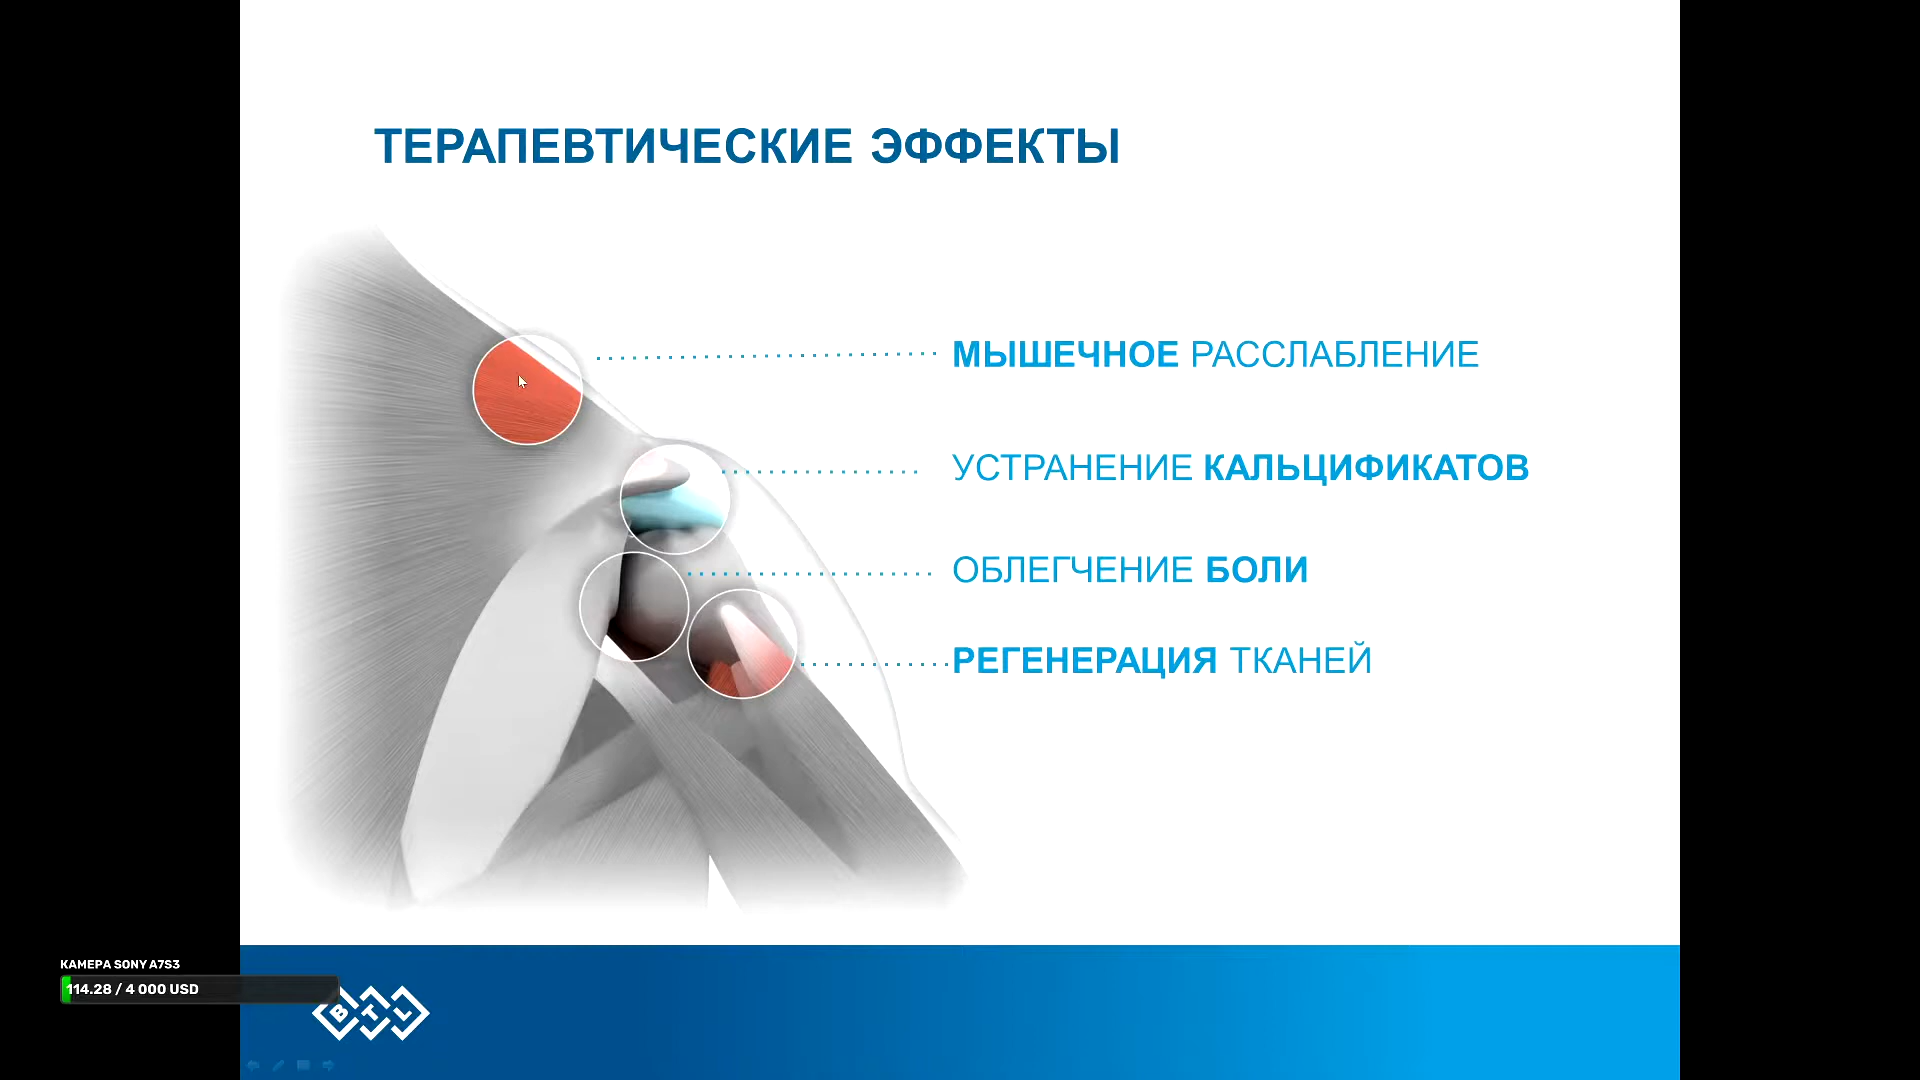 ТЕРАПЕВТИЧЕСКИЕ ЭФФЕКТЫ
МЫШЕЧНОЕ РАССЛАБЛЕНИЕ
УСТРАНЕНИЕ КАЛЬЦИФИКАТОВ
ОБЛЕГЧЕНИЕ БОЛИ
РЕГЕНЕРАЦИЯ ТКАНЕЙ
КАМЕРА SONY A7S3
114.28 / 4 000 USD
BTL